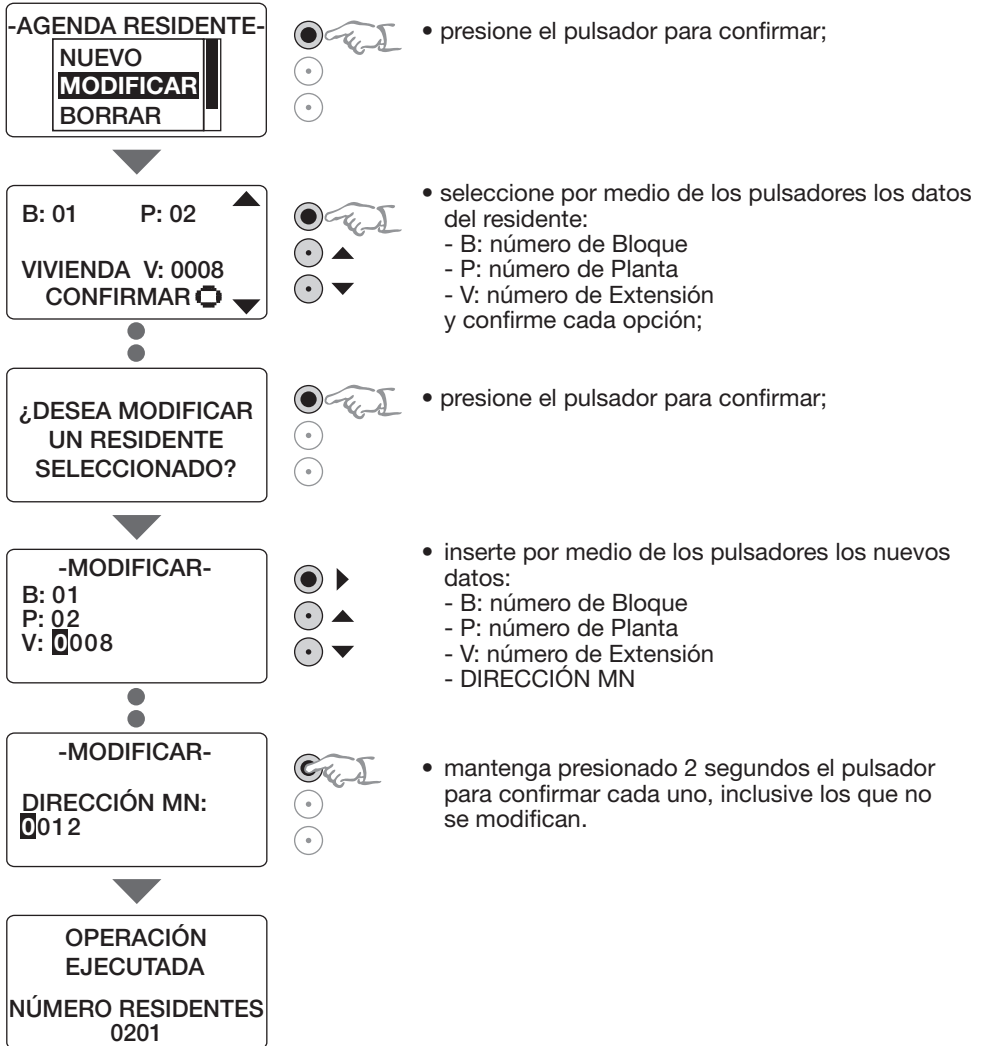 -AGENDA RESIDENTE-
NUEVO
MODIFICAR
BORRAR
• presione el pulsador para confirmar;
B: 01 P: 02
VIVIENDA V: 0008
CONFIRMAR
• seleccione por medio de los pulsadores los datos
del residente:
- B: número de Bloque
- P: número de Planta
- V: número de Extensión
y confirme cada opción;
¿DESEA MODIFICAR
UN RESIDENTE
SELECCIONADO?
• presione el pulsador para confirmar;
-MODIFICAR-
B: 01
P: 02
V: 0008
• inserte por medio de los pulsadores los nuevos
datos:
- B: número de Bloque
- P: número de Planta
- V: número de Extensión
- DIRECCIÓN MN
-MODIFICAR-
DIRECCIÓN MN:
0012
• mantenga presionado 2 segundos el pulsador
para confirmar cada uno, inclusive los que no
se modifican.
OPERACIÓN
EJECUTADA
NÚMERO RESIDENTES
0201